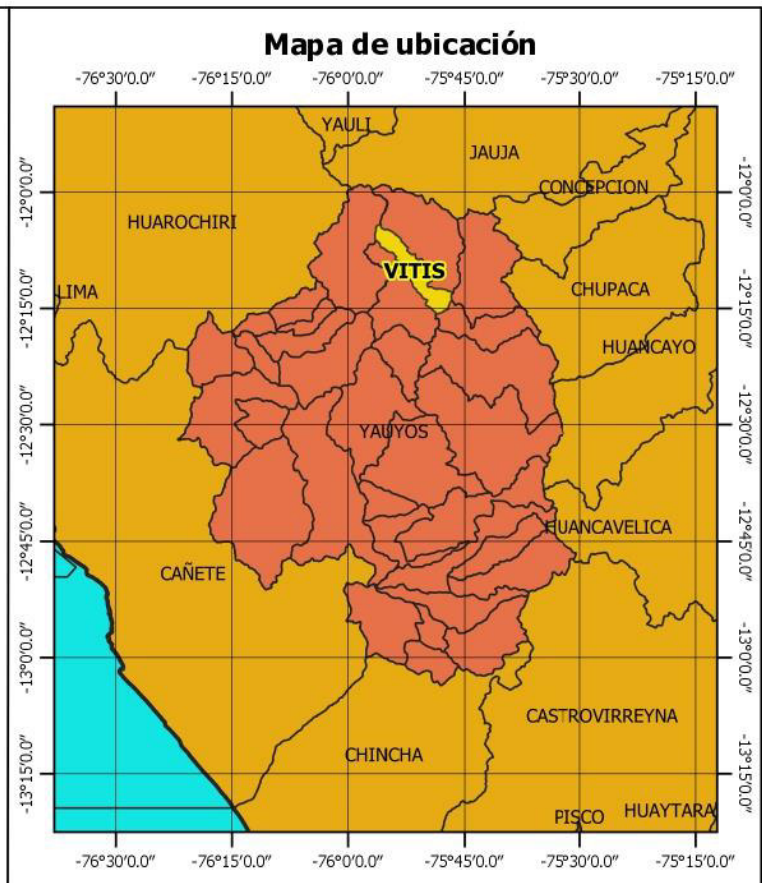 Mapa de ubicación
-76°30'0.0" -76°15'0.0" -76°0'0.0" -75°45'0.0" -75°30'0.0" -75°15'0.0"
YAULI
JAUJA
CONCEPCION
-12°0'0.0" -12°0'0.0"
HUAROCHIRI
VITIS
LIMA
CHUPACA
-12°15'0.0" -12°15'0.0"
HUANCAYO
YAUYOS
-12°30'0.0" -12°30'0.0"
HUANCAVELICA
-12°45'0.0" -12°45'0.0"
CAÑETE
-13°0'0.0" -13°0'0.0"
CASTROVIRREYNA
CHINCHA
-13°15'0.0" -13°15'0.0"
PISCO HUAYTARA
-76°30'0.0" -76°15'0.0" -76°0'0.0" -75°45'0.0" -75°30'0.0" -75°15'0.0"